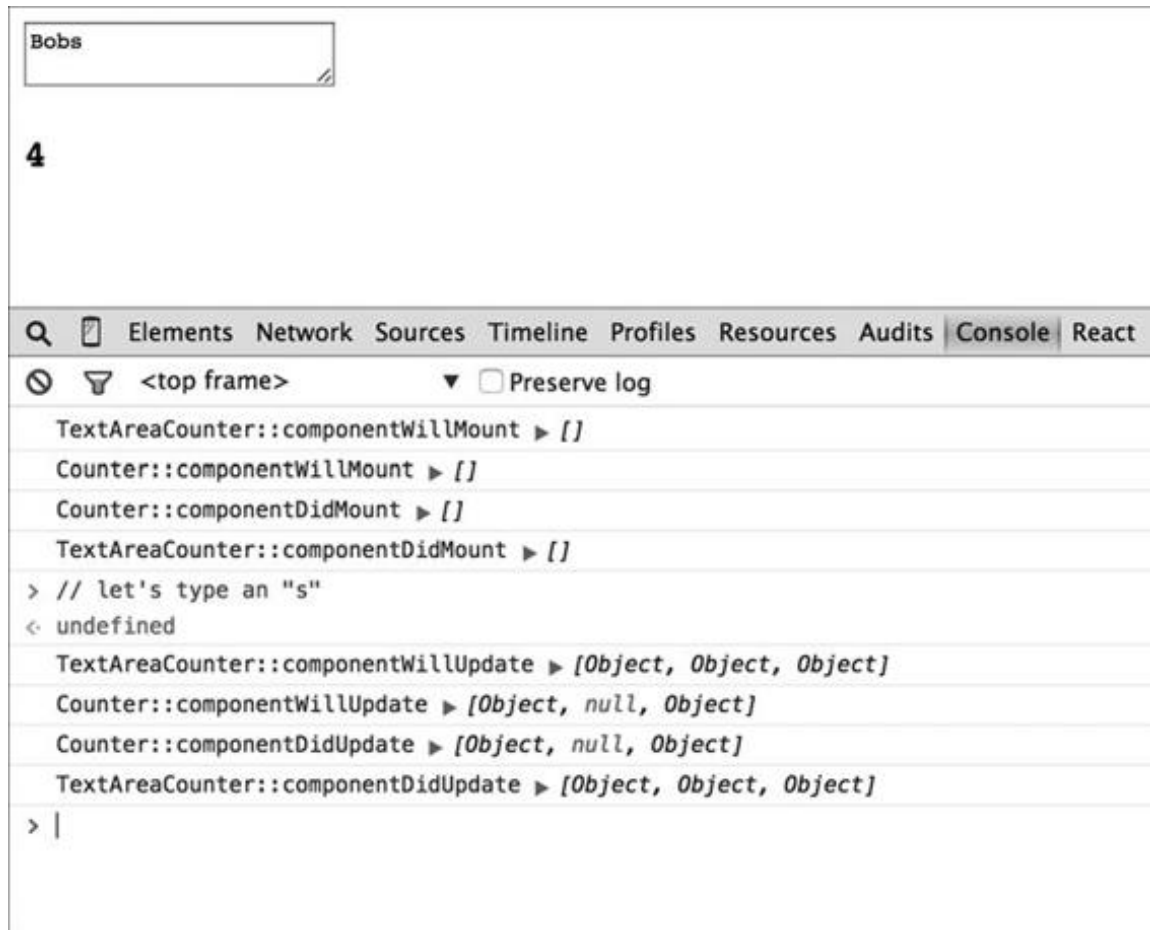 Bobs
4
Elements Network Sources Timeline Profiles Resources Audits Console React
<top frame> ▼ Preserve log
TextAreaCounter::componentWillMount ▶ []
Counter::componentWillMount ▶ []
Counter::componentDidMount ▶ []
TextAreaCounter::componentDidMount ▶ []
> // let's type an "s"
<· undefined
TextAreaCounter::componentWillUpdate ▶ [Object, Object, Object]
Counter::componentWillUpdate ▶ [Object, null, Object]
Counter::componentDidUpdate ▶ [Object, null, Object]
TextAreaCounter::componentDidUpdate ▶ [Object, Object, Object]
>